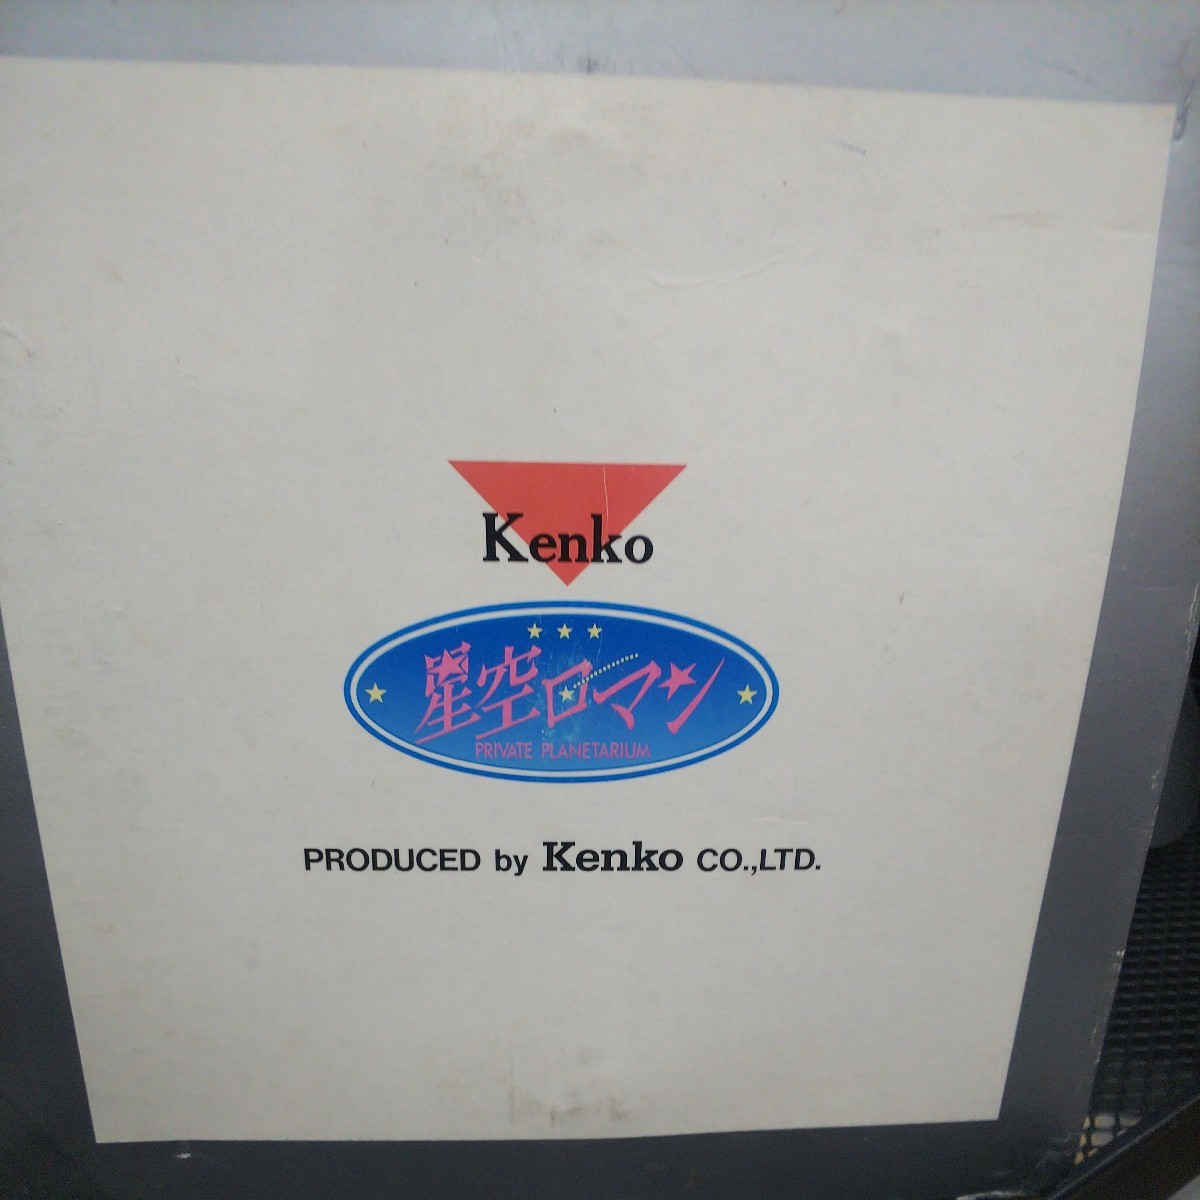 Kenko
星空ロマン
PRIVATE PLANETARIUM
PRODUCED by Kenko CO.,LTD.